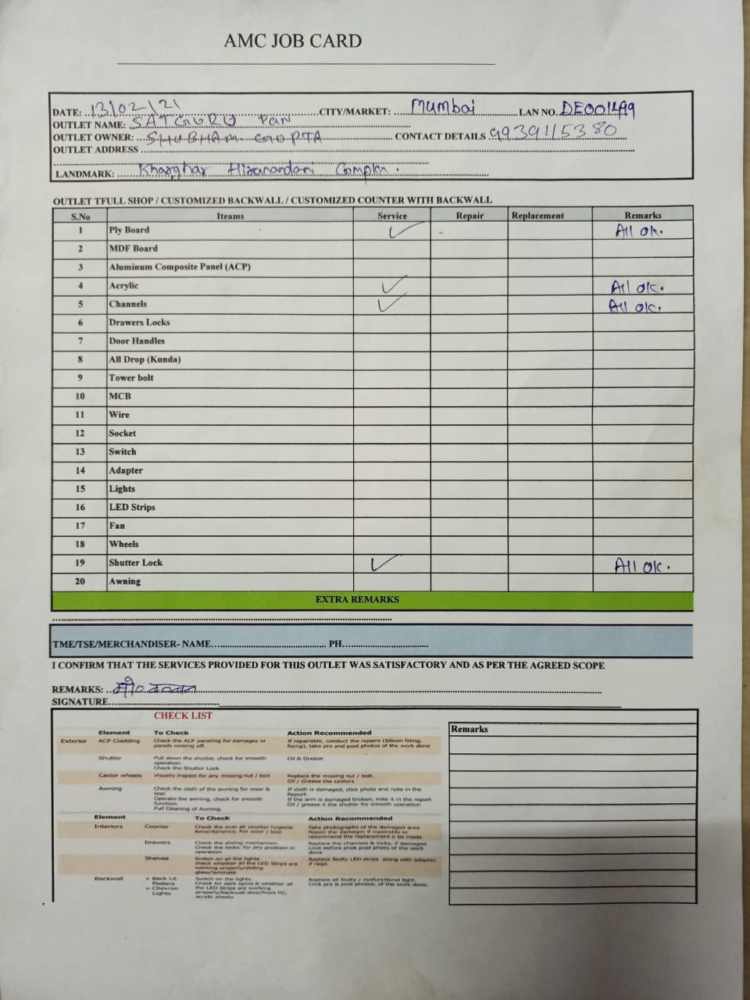 AMC JOB CARD
DATE: 13/02/21 CITY/MARKET: Mumbai LAN NO. DE001499
OUTLET NAME: SATGURU Pan
OUTLET OWNER: SHUBHAM GUPTA CONTACT DETAILS 9939115380
OUTLET ADDRESS
LANDMARK: Kharghar Hiranandani Complex.
OUTLET TFULL SHOP / CUSTOMIZED BACKWALL / CUSTOMIZED COUNTER WITH BACKWALL
S.No Iteams Service Repair Replacement Remarks
1 Ply Board ✓ - All ok.
2 MDF Board
3 Aluminum Composite Panel (ACP)
4 Acrylic ✓ All ok.
5 Channels ✓ All ok.
6 Drawers Locks
7 Door Handles
8 All Drop (Kunda)
9 Tower bolt
10 MCB
11 Wire
12 Socket
13 Switch
14 Adapter
15 Lights
16 LED Strips
17 Fan
18 Wheels
19 Shutter Lock ✓ All ok.
20 Awning
EXTRA REMARKS
TME/TSE/MERCHANDISER- NAME PH.
I CONFIRM THAT THE SERVICES PROVIDED FOR THIS OUTLET WAS SATISFACTORY AND AS PER THE AGREED SCOPE
REMARKS:
SIGNATURE
CHECK LIST
Remarks
Element To Check Action Recommended
Exterior ACP Cladding Check the ACP paneling for damages or If repairable, conduct the repairs (Silicon filling,
panels coming off. fixing), take pre and post photos of the work done
Shutter Pull down the shutter, check for smooth Oil & Grease
operation.
Check the Shutter Lock
Castor wheels Visually inspect for any missing nut / bolt Replace the missing nut / bolt.
Oil / Grease the castors
Awning Check the cloth of the awning for wear & If cloth is damaged, click photo and note in the
tear. Report.
Operate the awning, check for smooth If the arm is damaged broken, note it in the report
function. Oil / grease it the shutter for smooth operation
Full Cleaning of Awning.
Element To Check Action Recommended
Interiors Counter Check the over all counter hygiene Take photographs of the damaged area
&maintenance. For wear / tear. Repair the damages if repairable or
recommend the replacement to be made.
Drawers Check the sliding mechanism. Replace the channels & locks, if damaged.
Check the locks, for any problem in Click before post photo of the work
operation done
Shelves Switch on all the lights. Replace faulty LED strips along with adapter,
check whether all the LED Strips are if reqd.
working properly/sliding
glass/laminate
Backwall ➢ Back Lit Switch on the lights. Replace all faulty / dysfunctional light.
Posters Check for dark spots & whether all Click pre & post photos, of the work done.
➢ Chevron the LED Strips are working
Lights properly/backwall door/front PC,
acrylic sheets